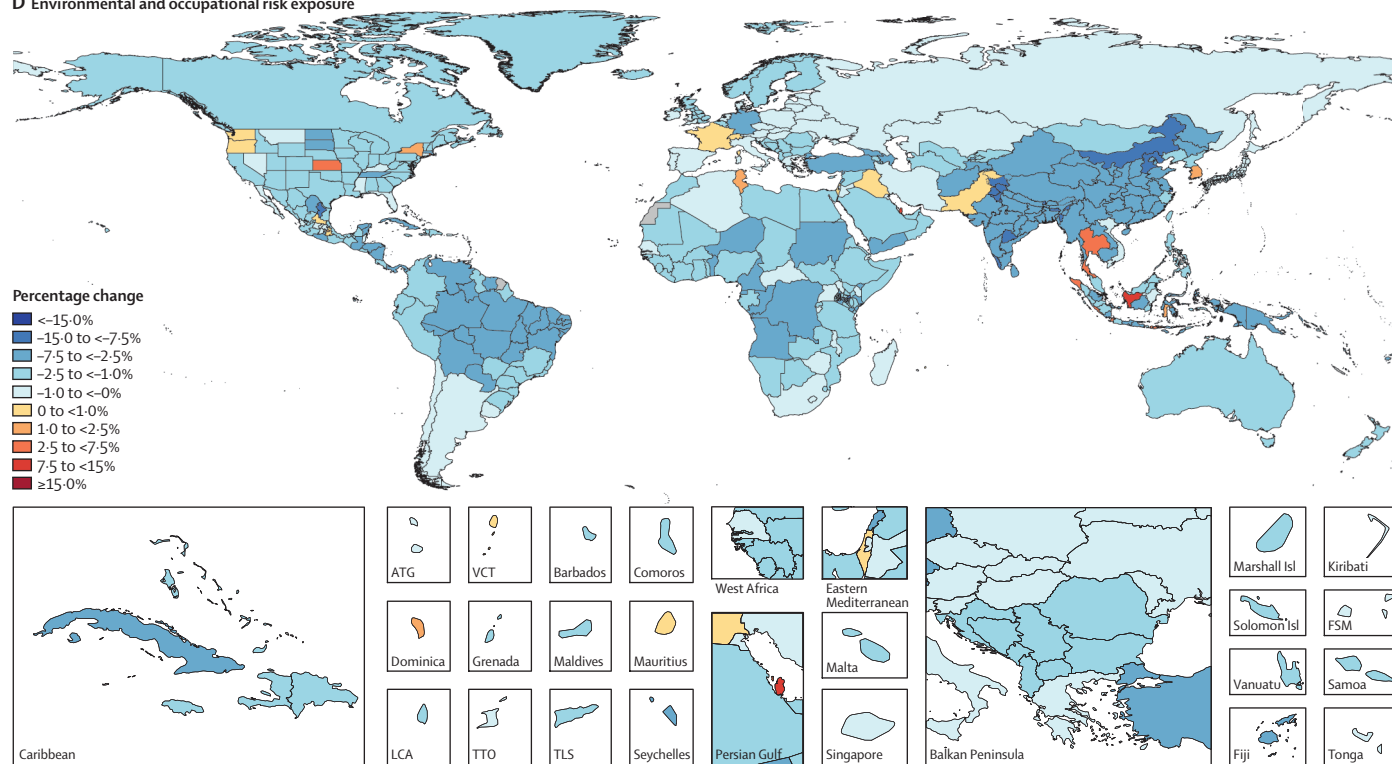 D Environmental and occupational risk exposure
Percentage change
<–15·0%
–15·0 to <–7·5%
–7·5 to <–2·5%
–2·5 to <–1·0%
–1·0 to <–0%
0 to <1·0%
1·0 to <2·5%
2·5 to <7·5%
7·5 to <15%
≥15·0%
Caribbean
ATG
VCT
Barbados
Comoros
Dominica
Grenada
Maldives
Mauritius
LCA
TTO
TLS
Seychelles
West Africa
Eastern
Mediterranean
Persian Gulf
Malta
Singapore
Balkan Peninsula
Marshall Isl
Kiribati
Solomon Isl
FSM
Vanuatu
Samoa
Fiji
Tonga